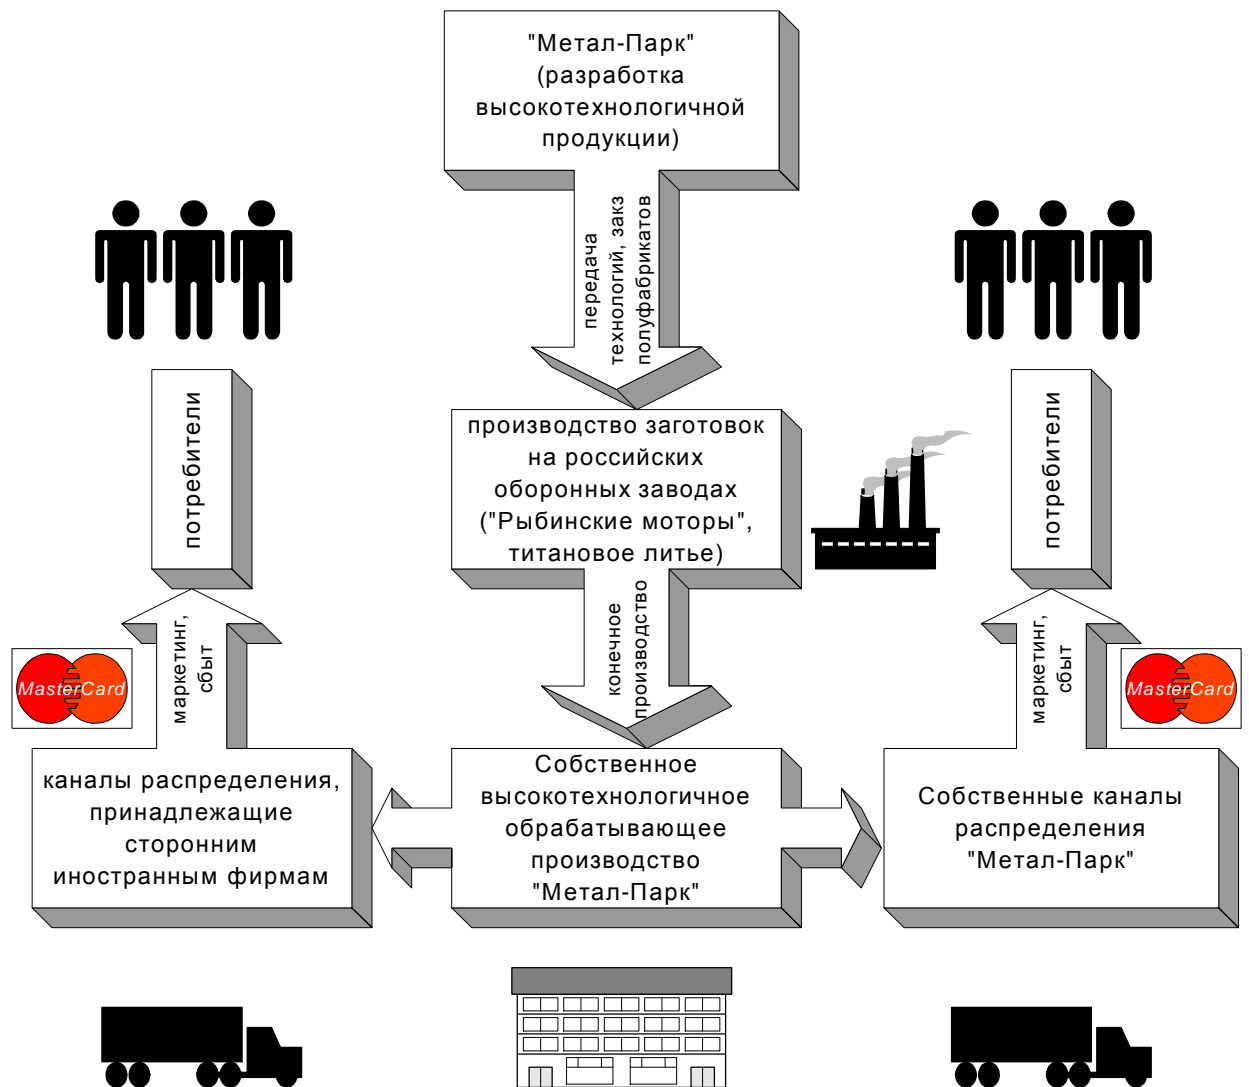 "Метал-Парк"
(разработка
высокотехнологичной
продукции)
передача
технологий, закз
полуфабрикатов
производство заготовок
на российских
оборонных заводах
("Рыбинские моторы",
титановое литье)
конечное
производство
Собственное
высокотехнологичное
обрабатывающее
производство
"Метал-Парк"
каналы распределения,
принадлежащие
сторонним
иностранным фирмам
маркетинг,
сбыт
MasterCard
потребители
Собственные каналы
распределения
"Метал-Парк"
маркетинг,
сбыт
MasterCard
потребители